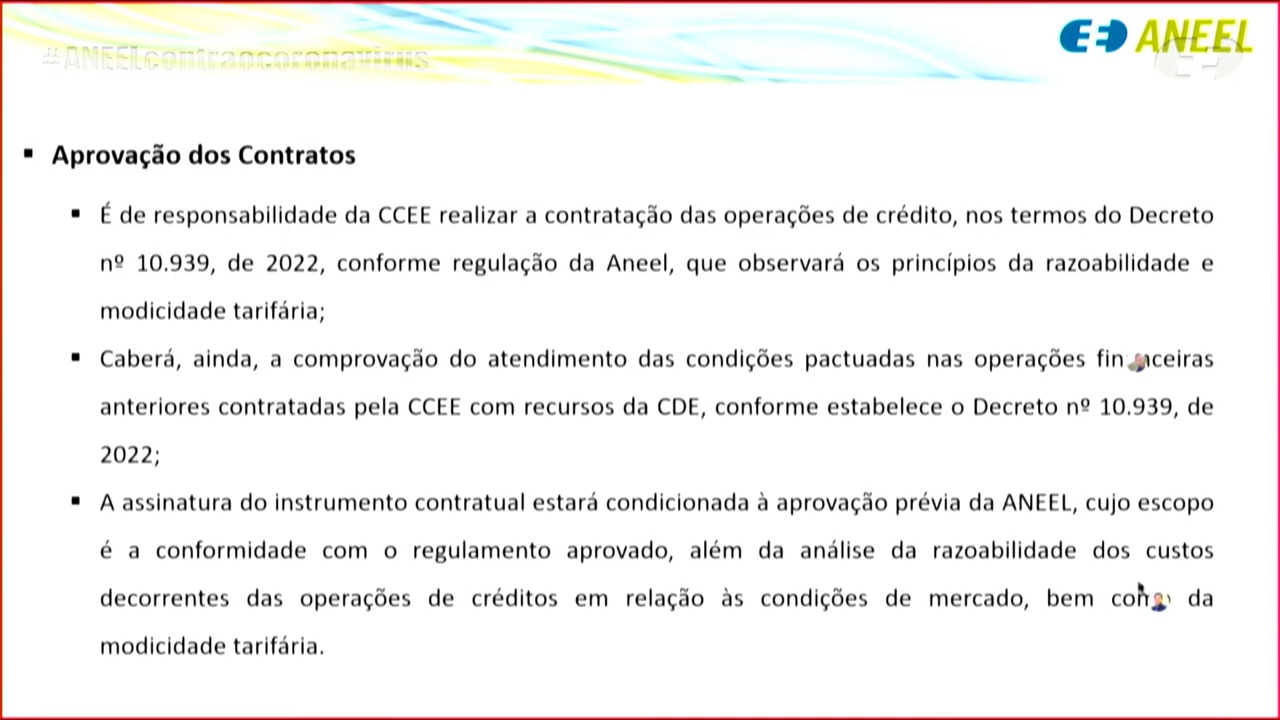 #ANEELcontraocoronavirus
ANEEL
▪ Aprovação dos Contratos
▪ É de responsabilidade da CCEE realizar a contratação das operações de crédito, nos termos do Decreto
nº 10.939, de 2022, conforme regulação da Aneel, que observará os princípios da razoabilidade e
modicidade tarifária;
▪ Caberá, ainda, a comprovação do atendimento das condições pactuadas nas operações financeiras
anteriores contratadas pela CCEE com recursos da CDE, conforme estabelece o Decreto nº 10.939, de
2022;
▪ A assinatura do instrumento contratual estará condicionada à aprovação prévia da ANEEL, cujo escopo
é a conformidade com o regulamento aprovado, além da análise da razoabilidade dos custos
decorrentes das operações de créditos em relação às condições de mercado, bem como da
modicidade tarifária.